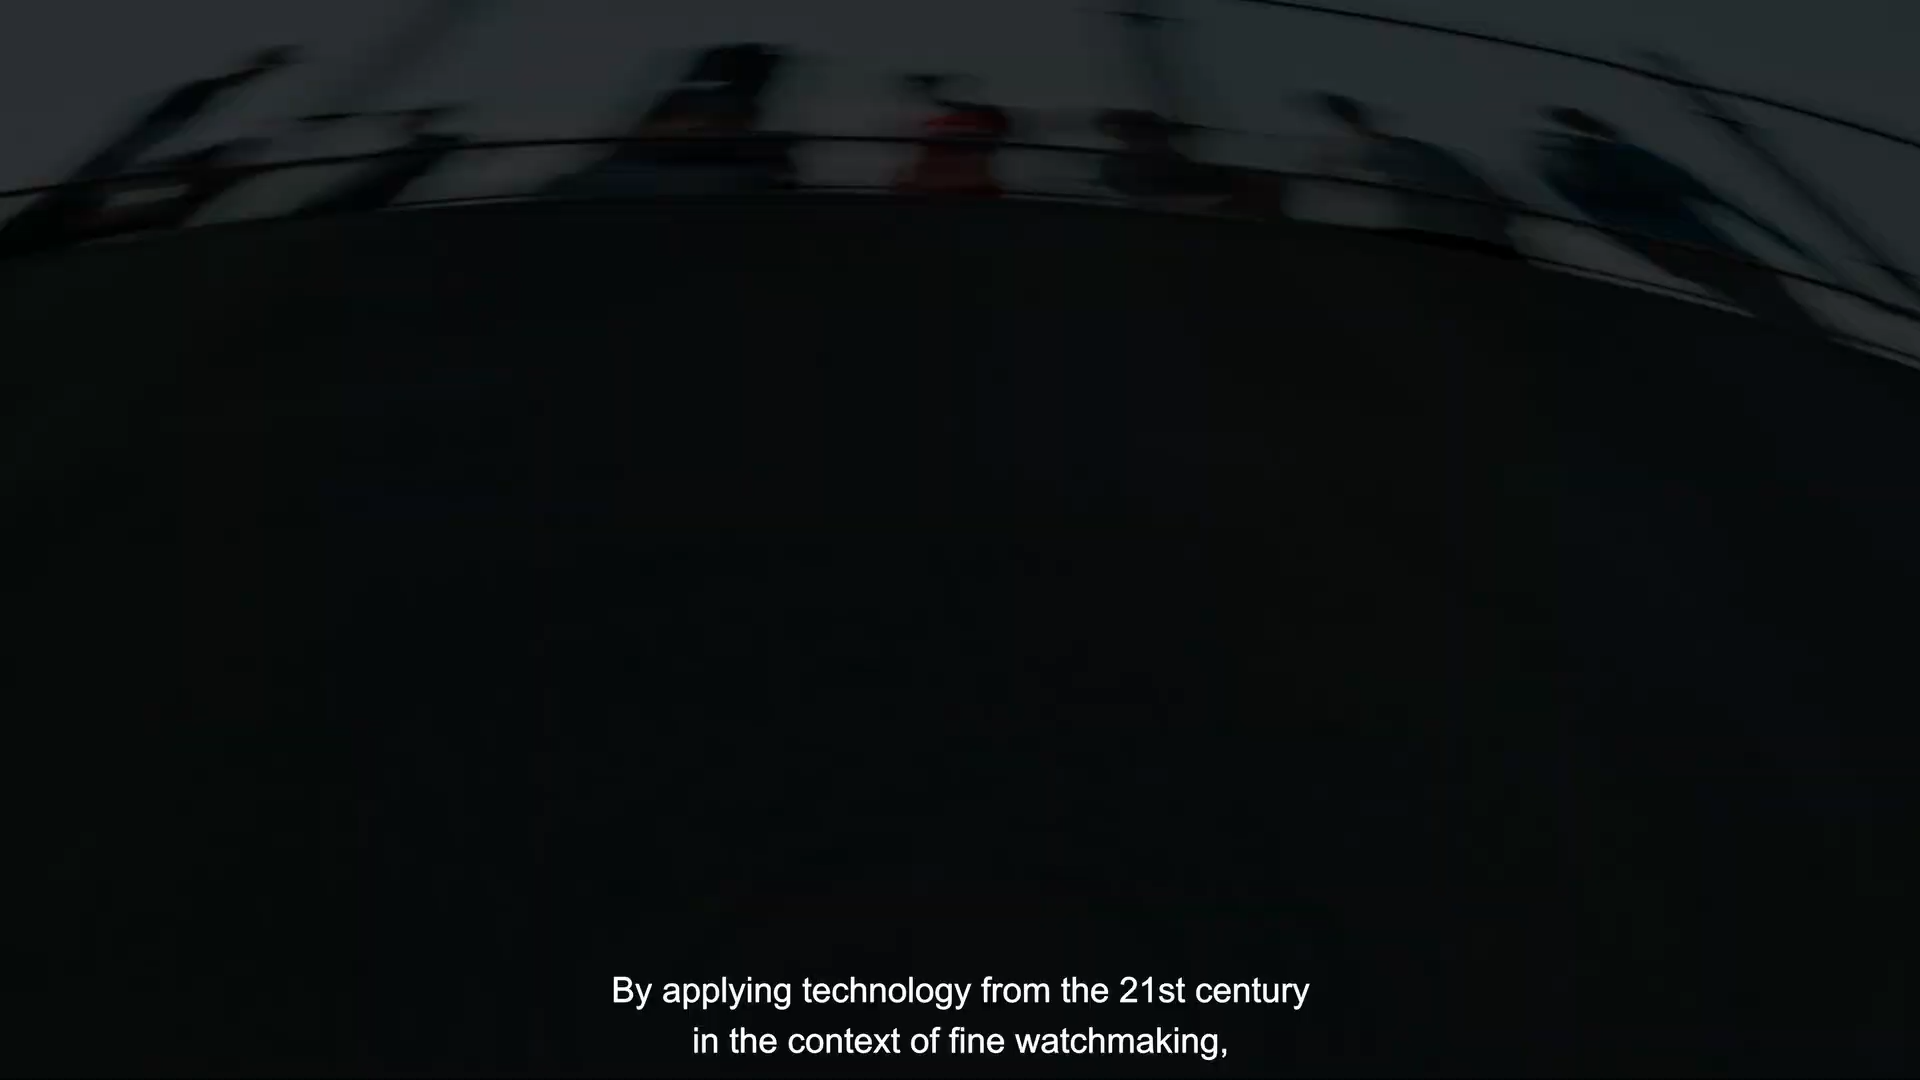 By applying technology from the 21st century
in the context of fine watchmaking,